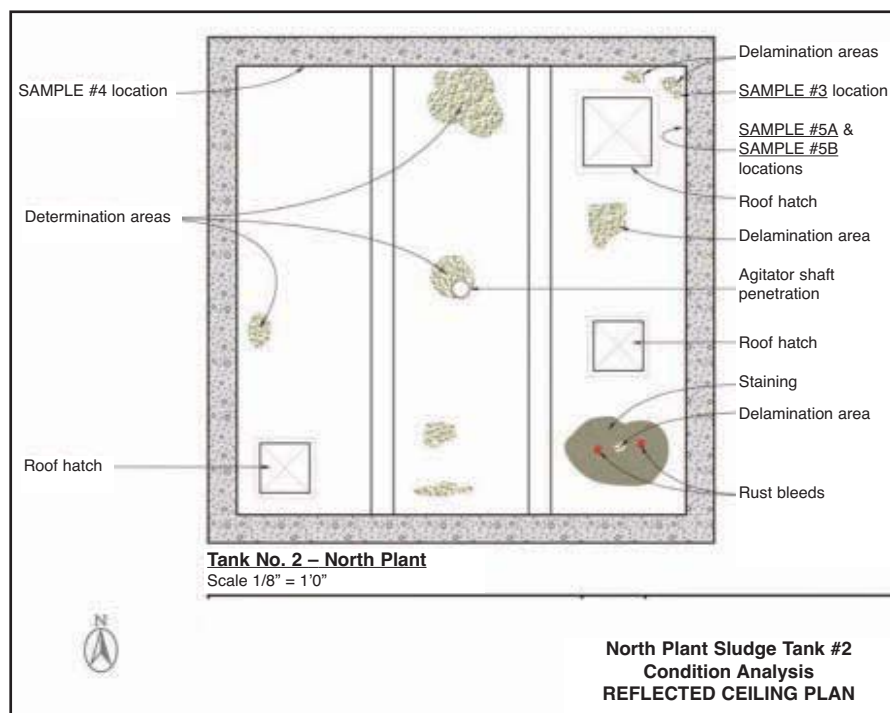 SAMPLE #4 location
Determination areas
Roof hatch
Delamination areas
SAMPLE #3 location
SAMPLE #5A &
SAMPLE #5B
locations
Roof hatch
Delamination area
Agitator shaft
penetration
Roof hatch
Staining
Delamination area
Rust bleeds
Tank No. 2 – North Plant
Scale 1/8” = 1’0”
N
North Plant Sludge Tank #2
Condition Analysis
REFLECTED CEILING PLAN